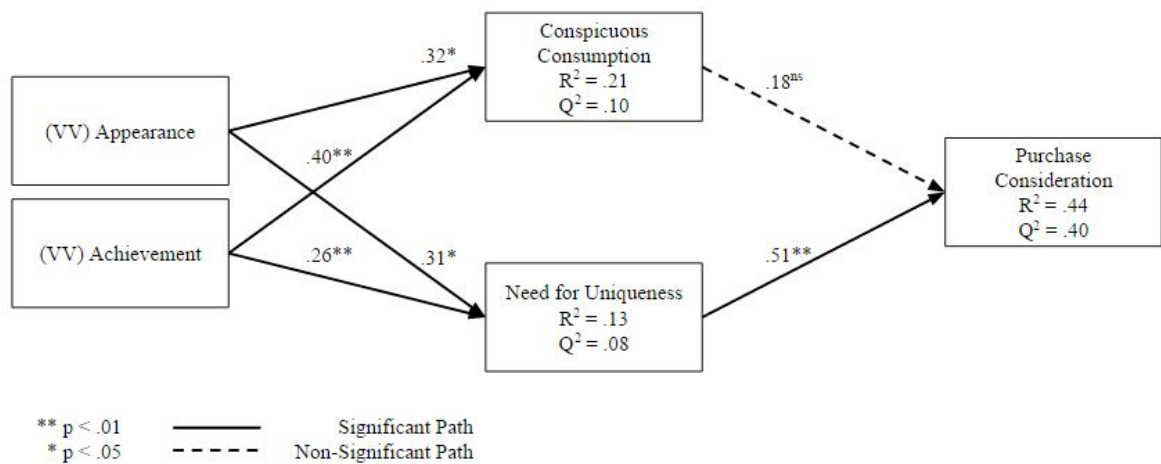 Conspicuous
Consumption
R² = .21
Q² = .10
.32*
.18ⁿˢ
(VV) Appearance
.40**
Purchase
Consideration
R² = .44
Q² = .40
(VV) Achievement
.26**
.31*
.51**
Need for Uniqueness
R² = .13
Q² = .08
** p < .01
Significant Path
* p < .05
Non-Significant Path